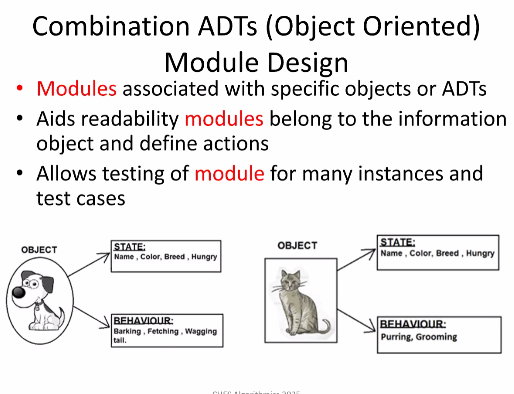 Combination ADTs (Object Oriented)
Module Design
• Modules associated with specific objects or ADTs
• Aids readability modules belong to the information
object and define actions
• Allows testing of module for many instances and
test cases
OBJECT
STATE:
Name , Color, Breed , Hungry
BEHAVIOUR:
Barking , Fetching , Wagging
tail.
OBJECT
STATE:
Name , Color, Breed , Hungry
BEHAVIOUR:
Purring, Grooming